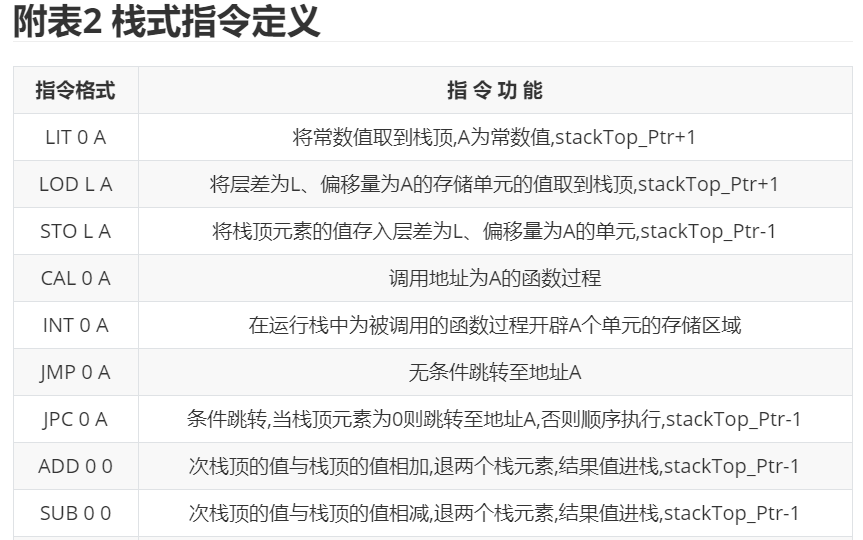 附表2 栈式指令定义
指令格式 指 令 功 能
LIT 0 A 将常数值取到栈顶,A为常数值,stackTop_Ptr+1
LOD L A 将层差为L、偏移量为A的存储单元的值取到栈顶,stackTop_Ptr+1
STO L A 将栈顶元素的值存入层差为L、偏移量为A的单元,stackTop_Ptr-1
CAL 0 A 调用地址为A的函数过程
INT 0 A 在运行栈中为被调用的函数过程开辟A个单元的存储区域
JMP 0 A 无条件跳转至地址A
JPC 0 A 条件跳转,当栈顶元素为0则跳转至地址A,否则顺序执行,stackTop_Ptr-1
ADD 0 0 次栈顶的值与栈顶的值相加,退两个栈元素,结果值进栈,stackTop_Ptr-1
SUB 0 0 次栈顶的值与栈顶的值相减,退两个栈元素,结果值进栈,stackTop_Ptr-1